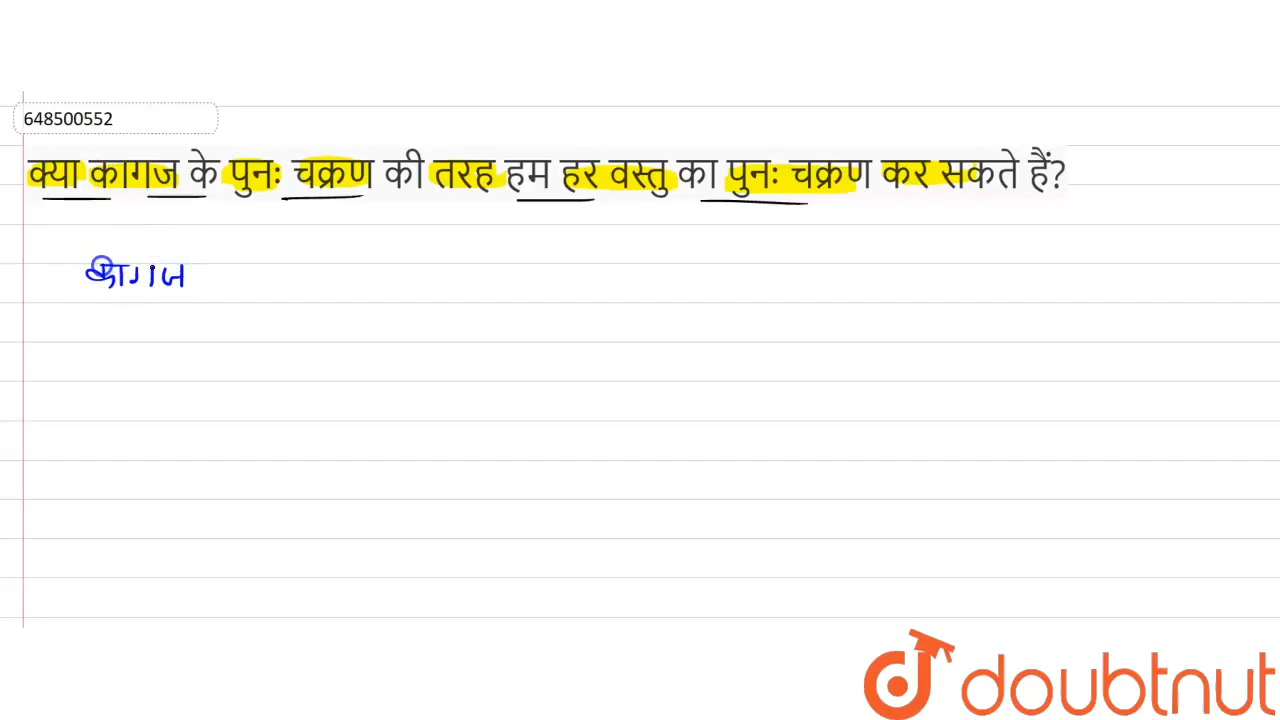 648500552
क्या कागज के पुनः चक्रण की तरह हम हर वस्तु का पुनः चक्रण कर सकते हैं?
कागज
doubtnut